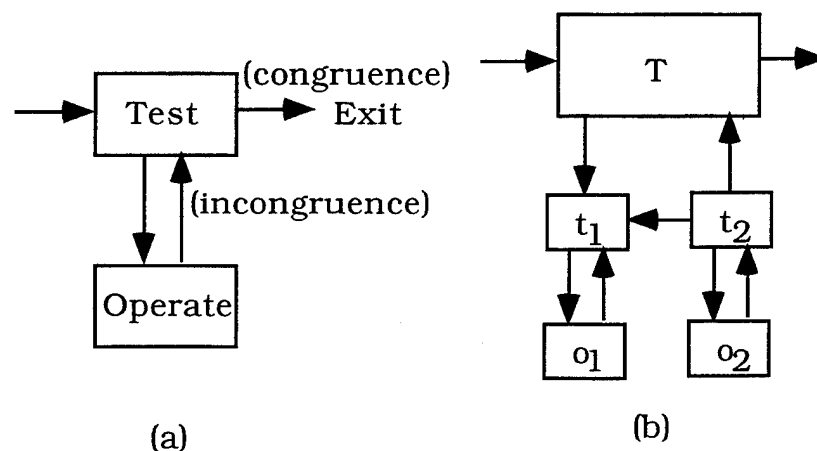 (congruence)
Test
Exit
(incongruence)
Operate
(a)
T
t1
t2
o1
o2
(b)